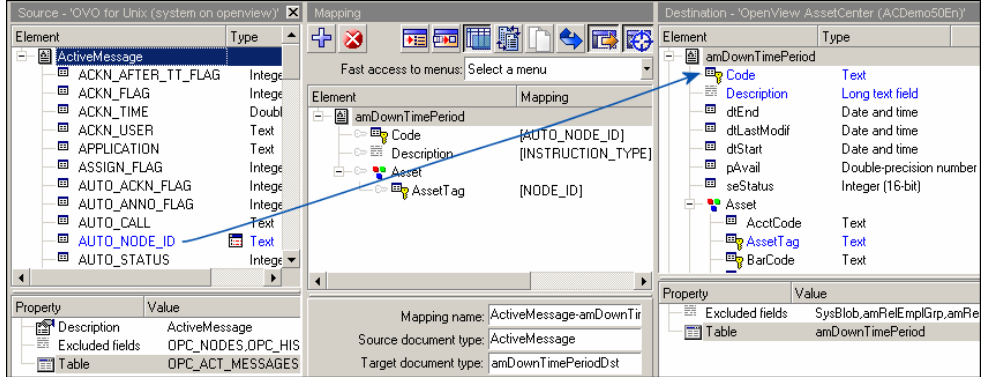 Source - 'OVO for Unix (system on openview)'
Element Type
ActiveMessage
ACKN_AFTER_TT_FLAG Intege
ACKN_FLAG Intege
ACKN_TIME Doubl
ACKN_USER Text
APPLICATION Text
ASSIGN_FLAG Intege
AUTO_ACKN_FLAG Intege
AUTO_ANNO_FLAG Intege
AUTO_CALL Text
AUTO_NODE_ID Text
AUTO_STATUS Intege
Property Value
Description ActiveMessage
Excluded fields OPC_NODES,OPC_HIS
Table OPC_ACT_MESSAGES
Mapping
Fast access to menus: Select a menu
Element Mapping
amDownTimePeriod
Code [AUTO_NODE_ID]
Description [INSTRUCTION_TYPE]
Asset
AssetTag [NODE_ID]
Mapping name: ActiveMessage-amDownTir
Source document type: ActiveMessage
Target document type: amDownTimePeriodDst
Destination - 'OpenView AssetCenter (ACDemo50En)'
Element Type
amDownTimePeriod
Code Text
Description Long text field
dtEnd Date and time
dtLastModif Date and time
dtStart Date and time
pAvail Double-precision number
seStatus Integer (16-bit)
Asset
AcctCode Text
AssetTag Text
BarCode Text
Property Value
Excluded fields SysBlob,amRelEmplGrp,amRe
Table amDownTimePeriod